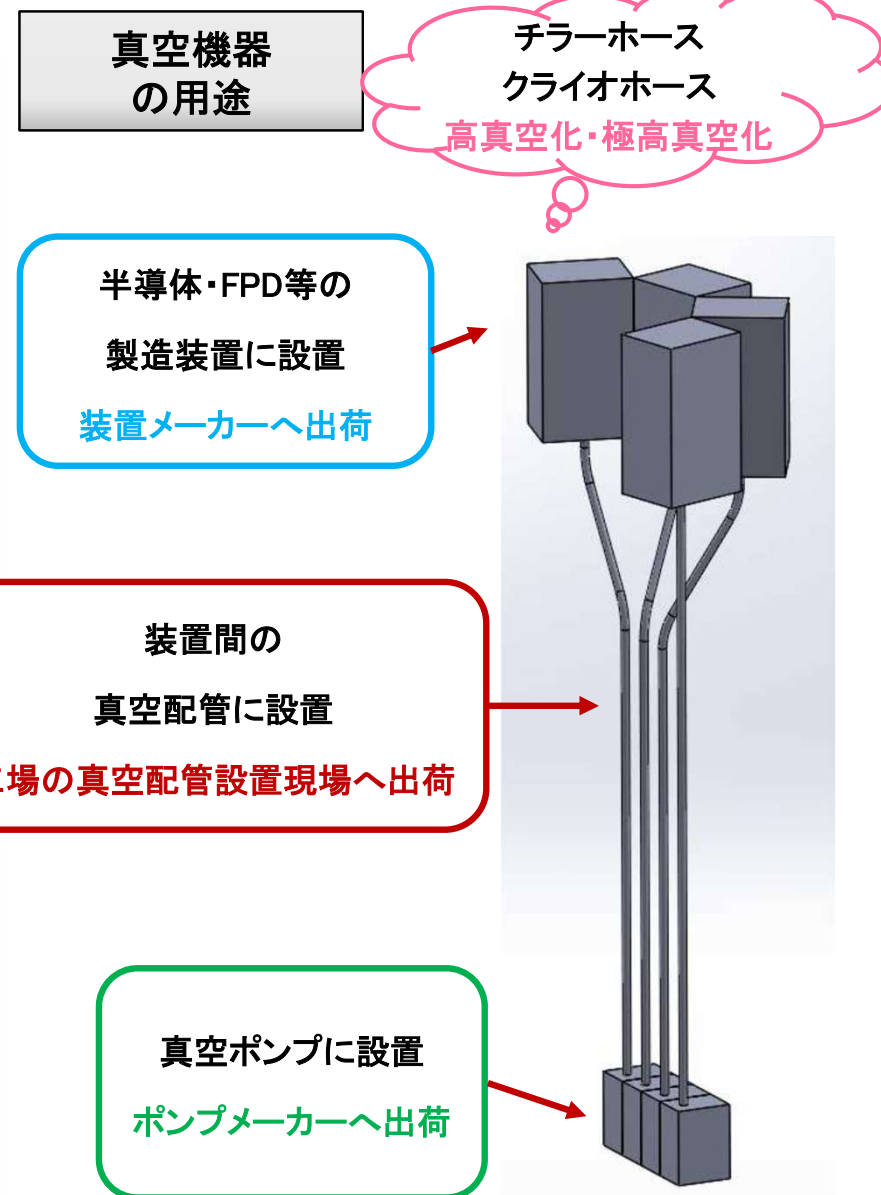 真空機器
の用途
チラーホース
クライオホース
高真空化・極高真空化
半導体・FPD等の
製造装置に設置
装置メーカーへ出荷
装置間の
真空配管に設置
場の真空配管設置現場へ出荷
真空ポンプに設置
ポンプメーカーへ出荷